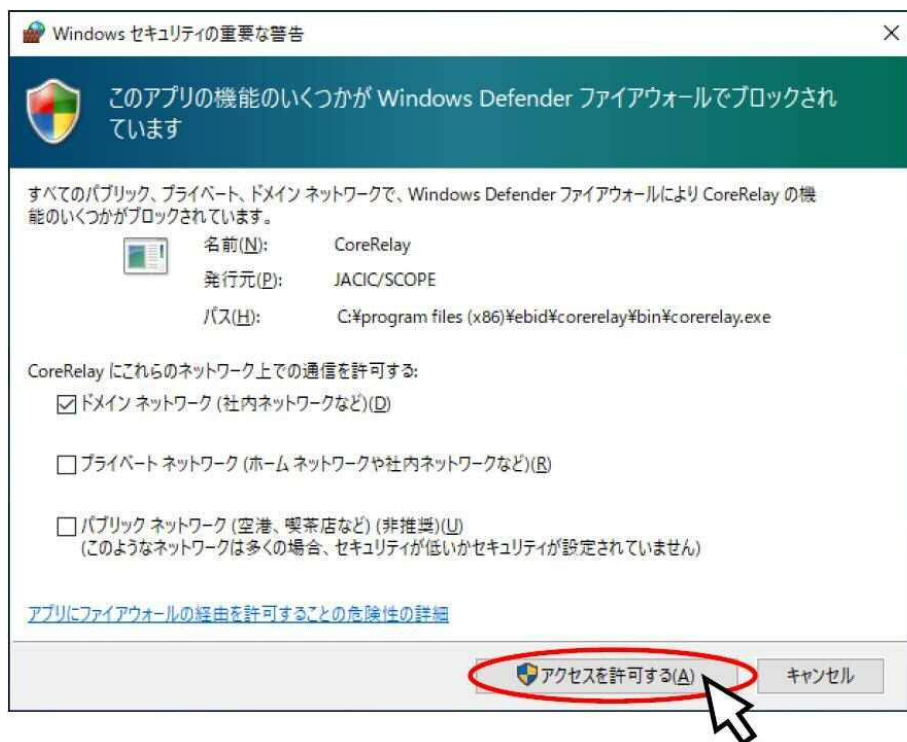 Windows セキュリティの重要な警告
このアプリの機能のいくつかが Windows Defender ファイアウォールでブロックされ
ています
すべてのパブリック、プライベート、ドメイン ネットワークで、Windows Defender ファイアウォールにより CoreRelay の機
能のいくつかがブロックされています。
名前(N): CoreRelay
発行元(P): JACIC/SCOPE
パス(H): C:¥program files (x86)¥ebid¥corerelay¥bin¥corerelay.exe
CoreRelay にこれらのネットワーク上での通信を許可する:
ドメイン ネットワーク (社内ネットワークなど)(D)
プライベート ネットワーク (ホーム ネットワークや社内ネットワークなど)(R)
パブリック ネットワーク (空港、喫茶店など) (非推奨)(U)
(このようなネットワークは多くの場合、セキュリティが低いかセキュリティが設定されていません)
アプリにファイアウォールの経由を許可することの危険性の詳細
アクセスを許可する(A) キャンセル